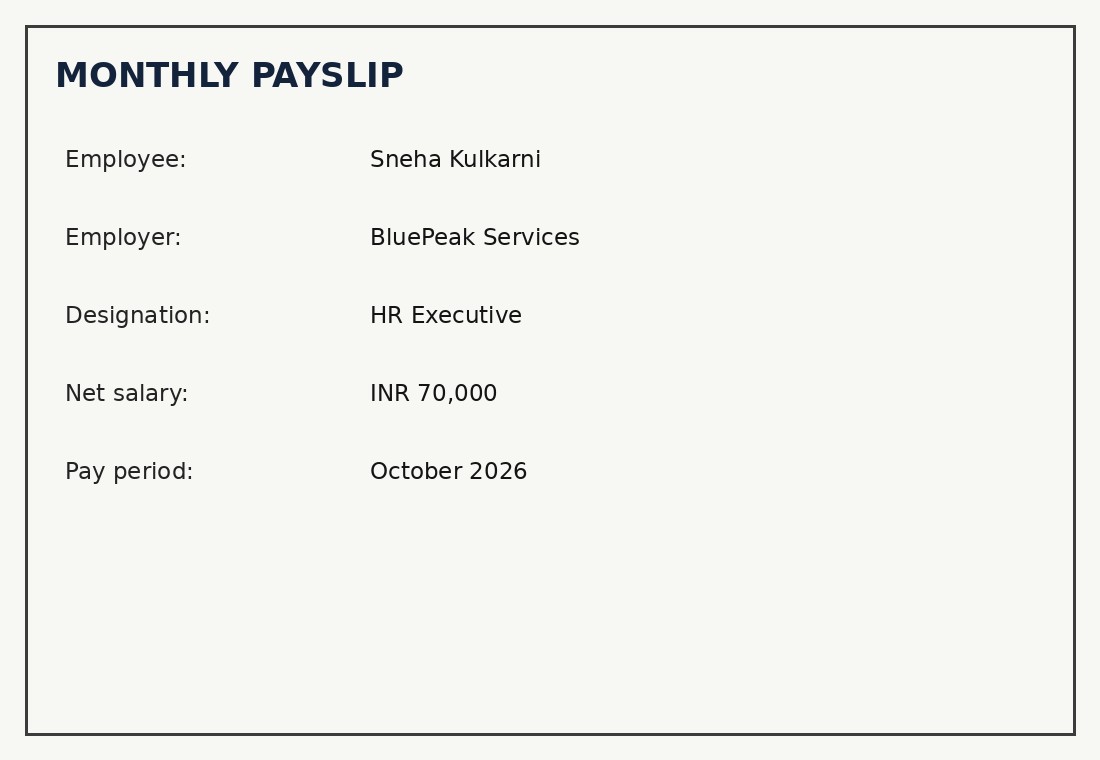 MONTHLY PAYSLIP
Employee: Sneha Kulkarni
Employer: BluePeak Services
Designation: HR Executive
Net salary: INR 70,000
Pay period: October 2026